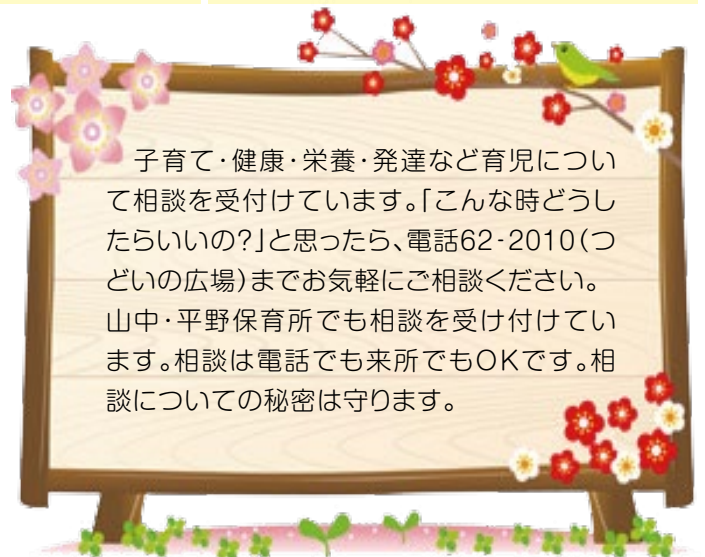 子育て・健康・栄養・発達など育児につい
て相談を受付けています。「こんな時どうし
たらいいの?」と思ったら、電話62-2010(つ
どいの広場)までお気軽にご相談ください。
山中・平野保育所でも相談を受け付けてい
ます。相談は電話でも来所でもOKです。相
談についての秘密は守ります。